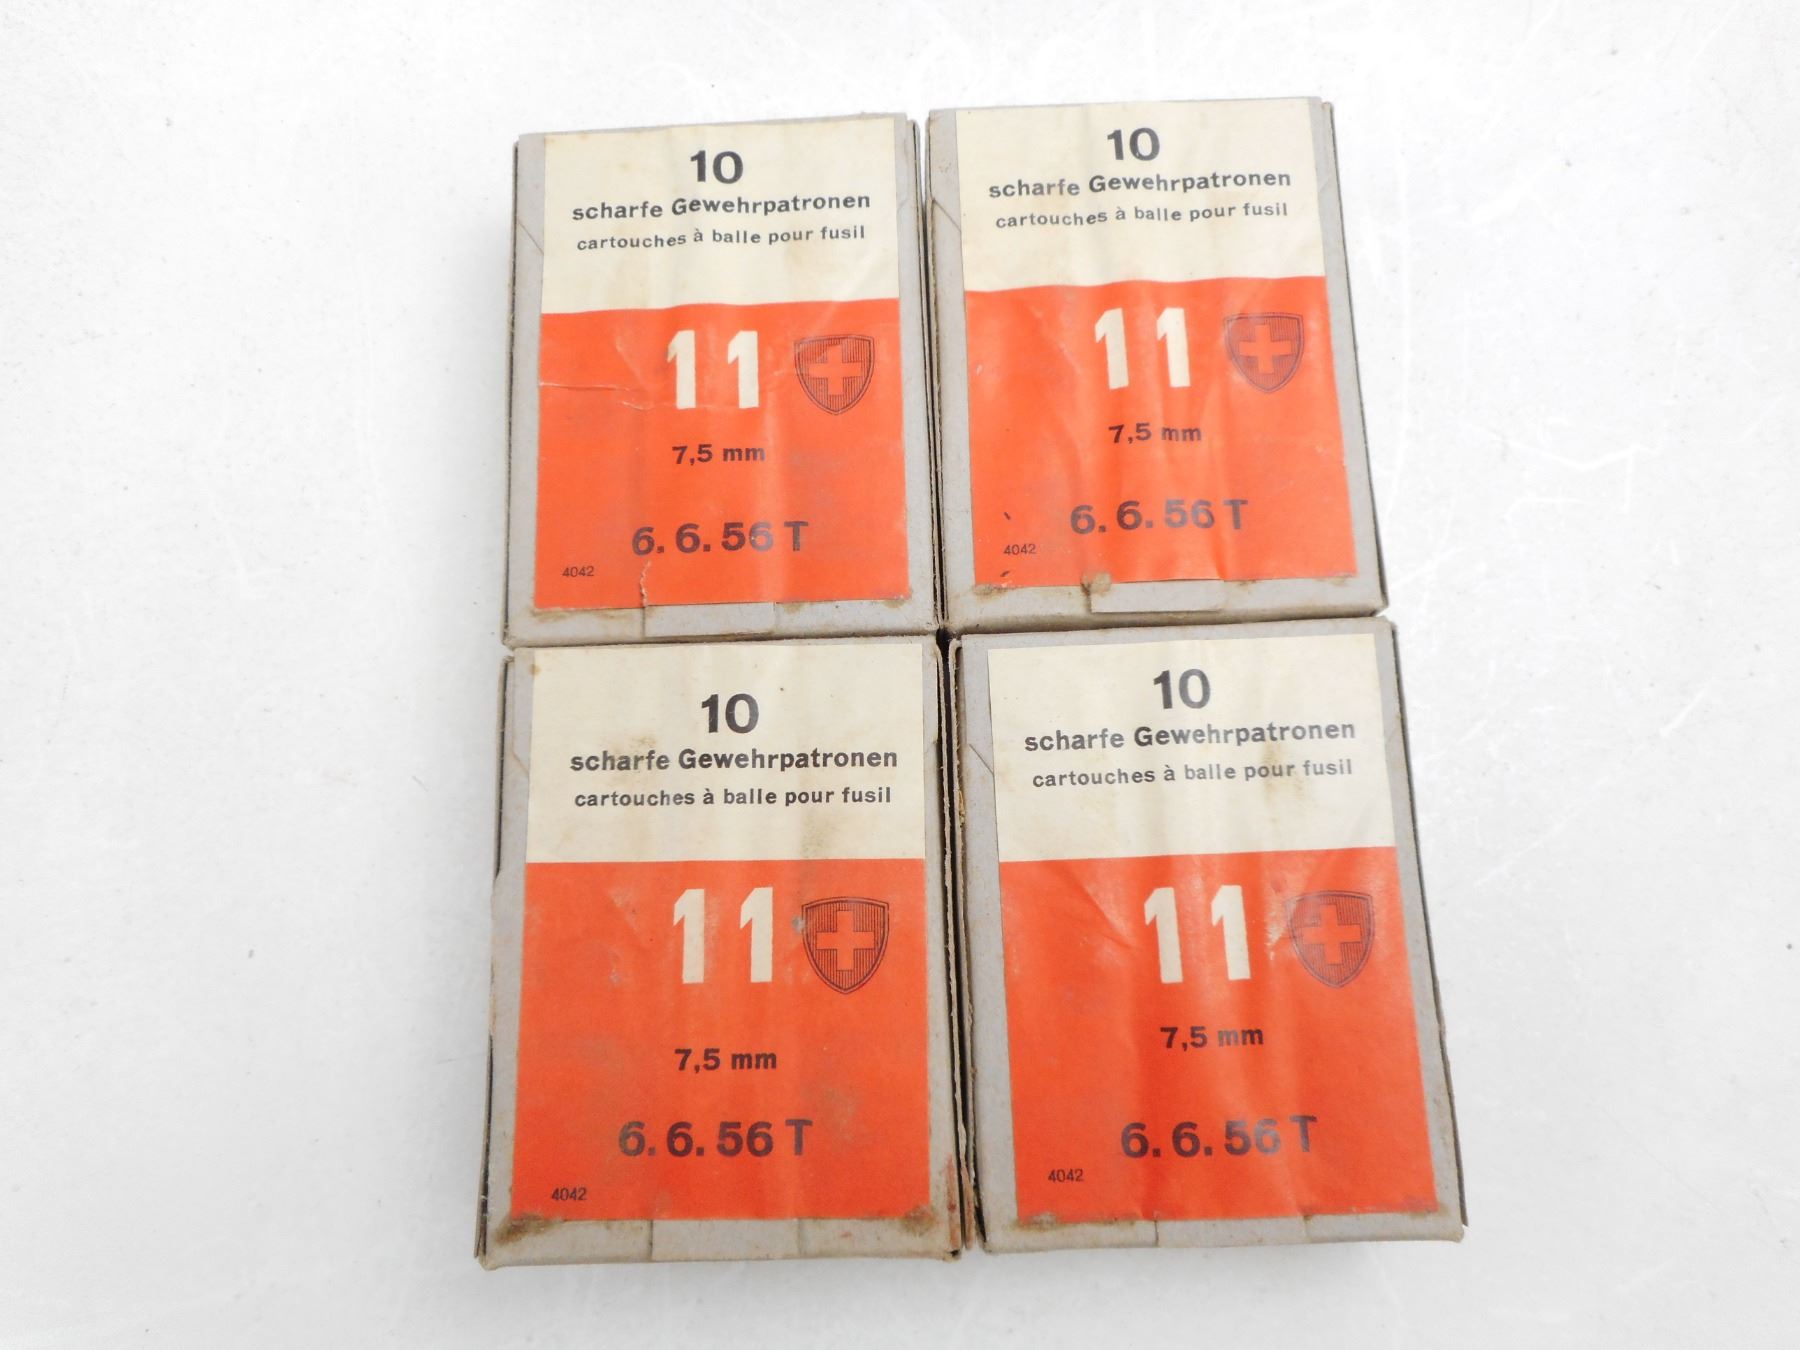 10
scharfe Gewehrpatronen
cartouches à balle pour fusil
11
7,5 mm
6.6.56 T
4042
10
scharfe Gewehrpatronen
cartouches à balle pour fusil
11
7,5 mm
6.6.56 T
4042
10
scharfe Gewehrpatronen
cartouches à balle pour fusil
11
7,5 mm
6.6.56 T
4042
10
scharfe Gewehrpatronen
cartouches à balle pour fusil
11
7,5 mm
6.6.56 T
4042